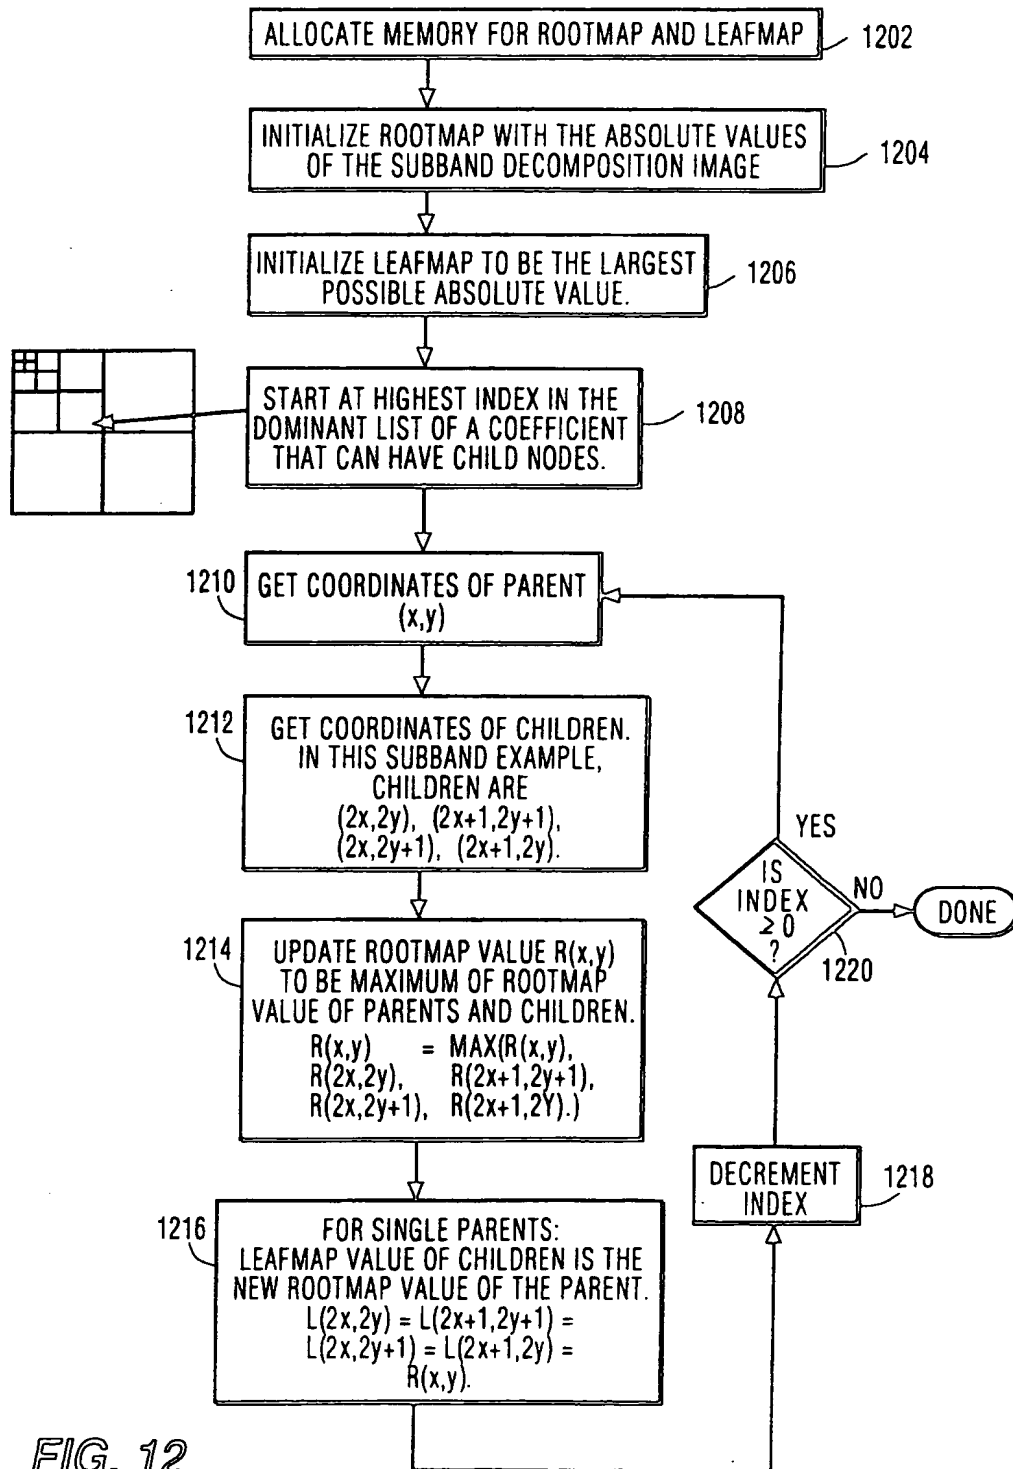 ALLOCATE MEMORY FOR ROOTMAP AND LEAFMAP
1202
INITIALIZE ROOTMAP WITH THE ABSOLUTE VALUES
OF THE SUBBAND DECOMPOSITION IMAGE
1204
INITIALIZE LEAFMAP TO BE THE LARGEST
POSSIBLE ABSOLUTE VALUE.
1206
START AT HIGHEST INDEX IN THE
DOMINANT LIST OF A COEFFICIENT
THAT CAN HAVE CHILD NODES.
1208
1210
GET COORDINATES OF PARENT
(x,y)
1212
GET COORDINATES OF CHILDREN.
IN THIS SUBBAND EXAMPLE,
CHILDREN ARE
(2x,2y), (2x+1,2y+1),
(2x,2y+1), (2x+1,2y).
1214
UPDATE ROOTMAP VALUE R(x,y)
TO BE MAXIMUM OF ROOTMAP
VALUE OF PARENTS AND CHILDREN.
R(x,y) = MAX(R(x,y),
R(2x,2y), R(2x+1,2y+1),
R(2x,2y+1), R(2x+1,2Y).)
1216
FOR SINGLE PARENTS:
LEAFMAP VALUE OF CHILDREN IS THE
NEW ROOTMAP VALUE OF THE PARENT.
L(2x,2y) = L(2x+1,2y+1) =
L(2x,2y+1) = L(2x+1,2y) =
R(x,y).
DECREMENT
INDEX
1218
IS
INDEX
≥ 0
?
1220
YES
NO
DONE
FIG. 12